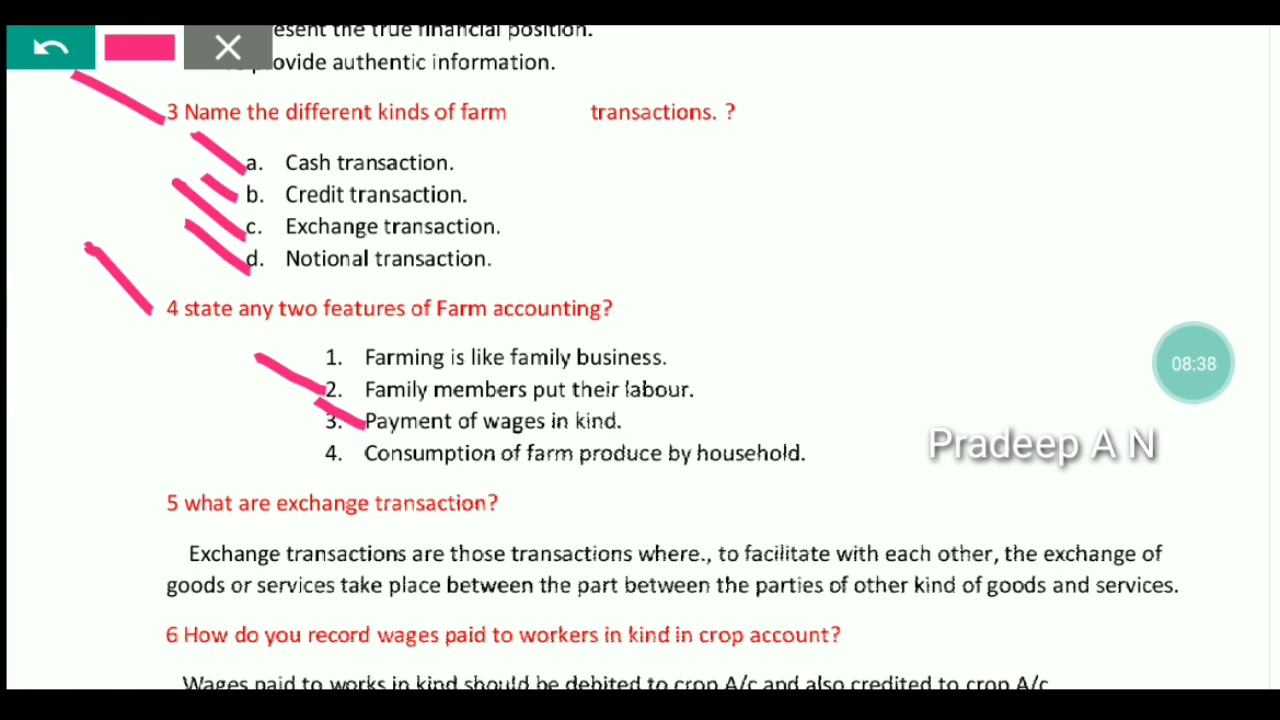 esent the true financial position.
ovide authentic information.
3 Name the different kinds of farm transactions. ?
a. Cash transaction.
b. Credit transaction.
c. Exchange transaction.
d. Notional transaction.
4 state any two features of Farm accounting?
1. Farming is like family business.
2. Family members put their labour.
3. Payment of wages in kind.
08:38
4. Consumption of farm produce by household.
Pradeep A N
5 what are exchange transaction?
Exchange transactions are those transactions where., to facilitate with each other, the exchange of
goods or services take place between the part between the parties of other kind of goods and services.
6 How do you record wages paid to workers in kind in crop account?
Wages paid to works in kind should be debited to crop A/c and also credited to crop A/c